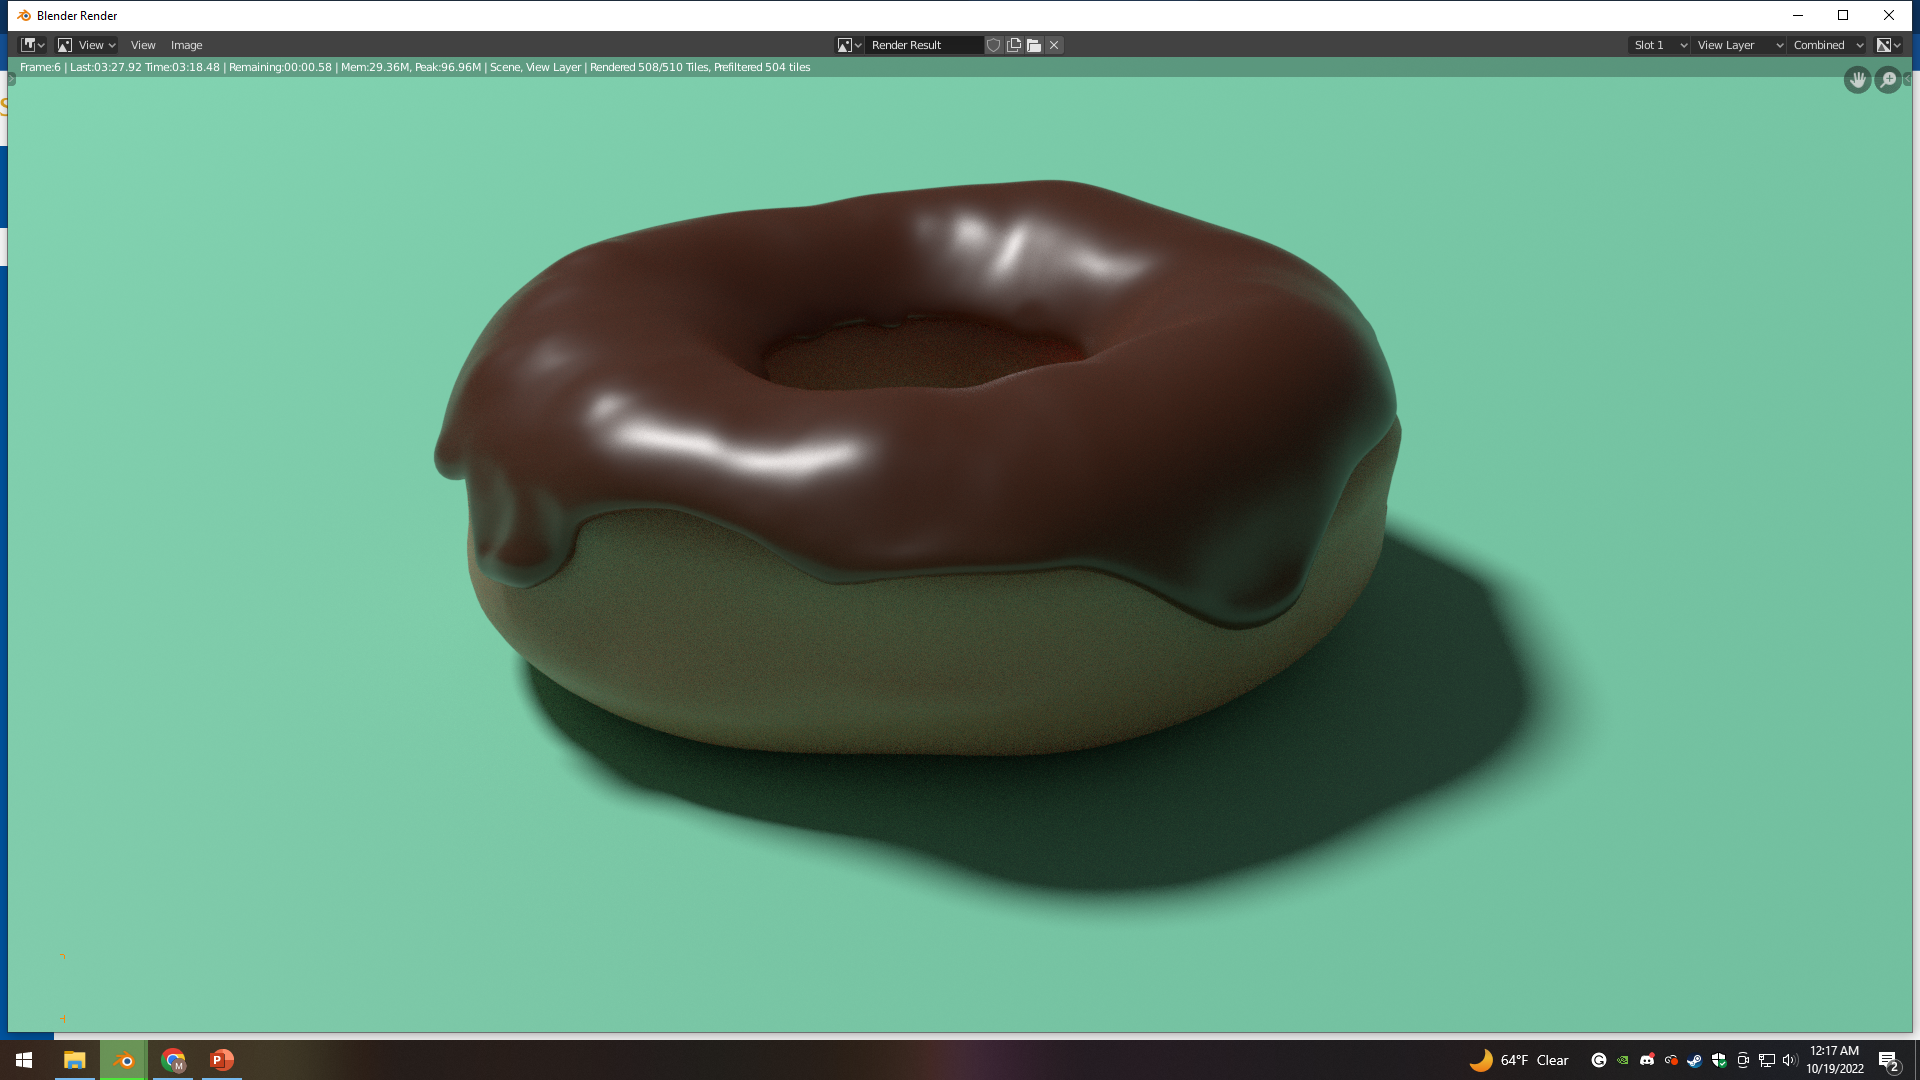 Blender Render
View View Image Render Result Slot 1 View Layer Combined
Frame:6 | Last:03:27.92 Time:03:18.48 | Remaining:00:00.58 | Mem:29.36M, Peak:96.96M | Scene, View Layer | Rendered 508/510 Tiles, Prefiltered 504 tiles
S
M P 64°F Clear 12:17 AM
10/19/2022 2